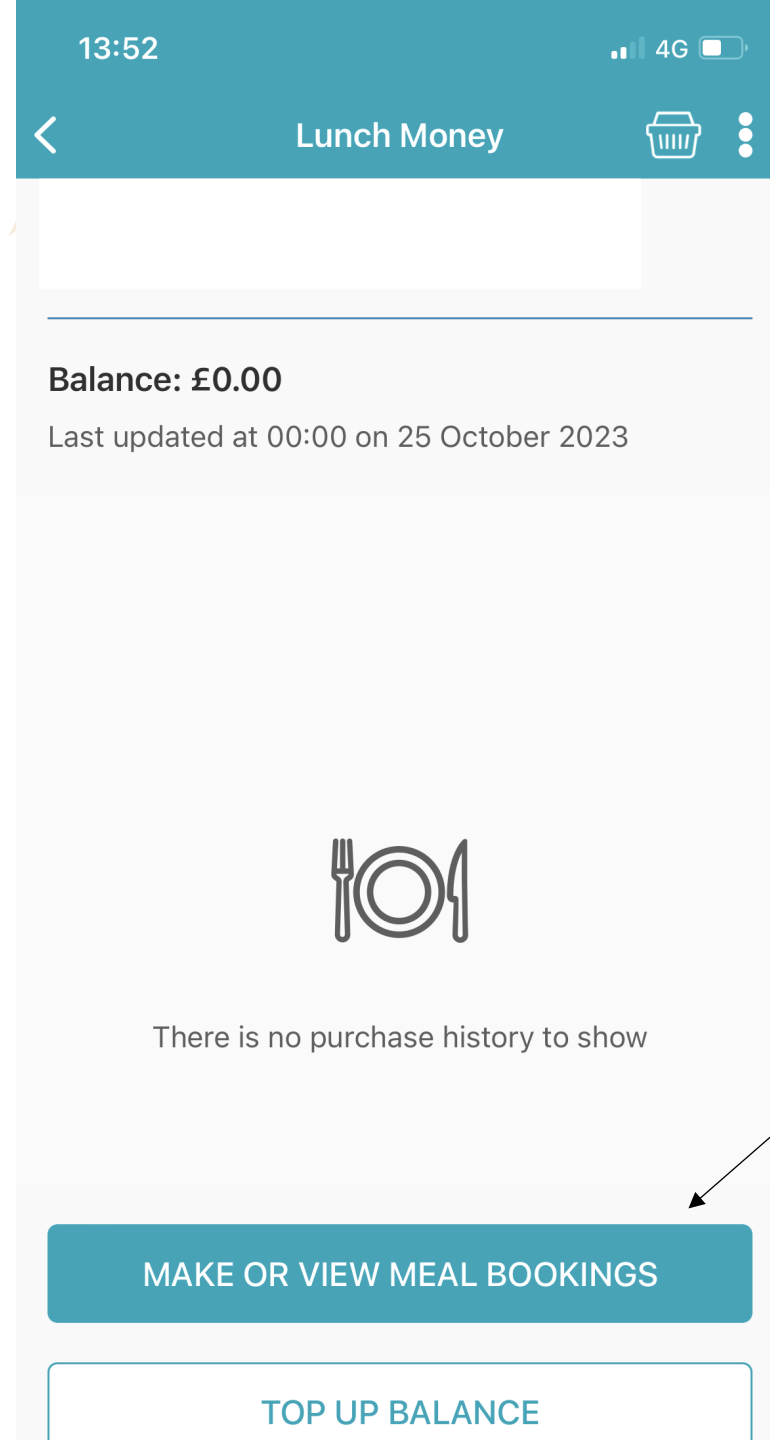 13:52
4G
Lunch Money
Balance: £0.00
Last updated at 00:00 on 25 October 2023
There is no purchase history to show
MAKE OR VIEW MEAL BOOKINGS
TOP UP BALANCE